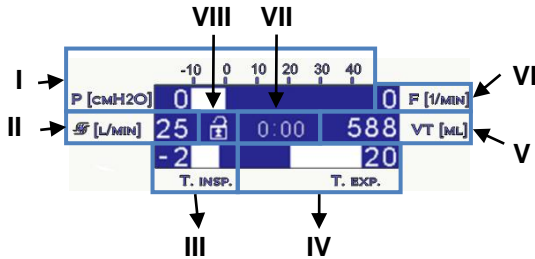 VIII VII
-10 0 10 20 30 40
I P [CMH2O] 0 0 F [1/MIN] VI
II [L/MIN] 25 0:00 588 VT [ML] V
-2 20
T. INSP. T. EXP.
III IV